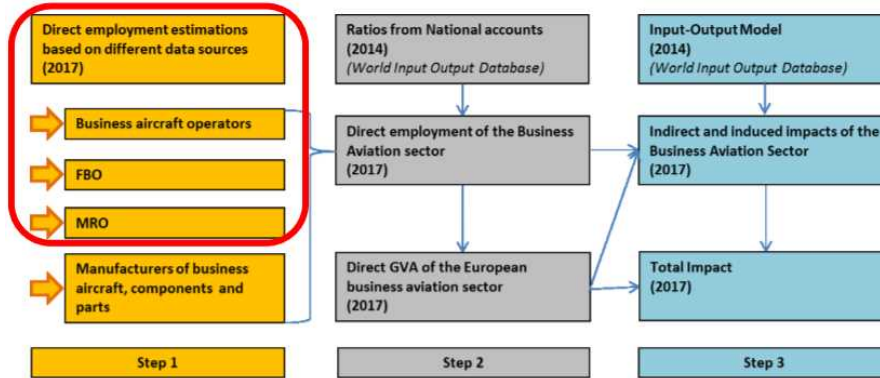 Direct employment estimations
based on different data sources
(2017)
Business aircraft operators
FBO
MRO
Manufacturers of business
aircraft, components and
parts
Step 1
Ratios from National accounts
(2014)
(World Input Output Database)
Direct employment of the Business
Aviation sector
(2017)
Direct GVA of the European
business aviation sector
(2017)
Step 2
Input-Output Model
(2014)
(World Input Output Database)
Indirect and induced impacts of the
Business Aviation Sector
(2017)
Total Impact
(2017)
Step 3